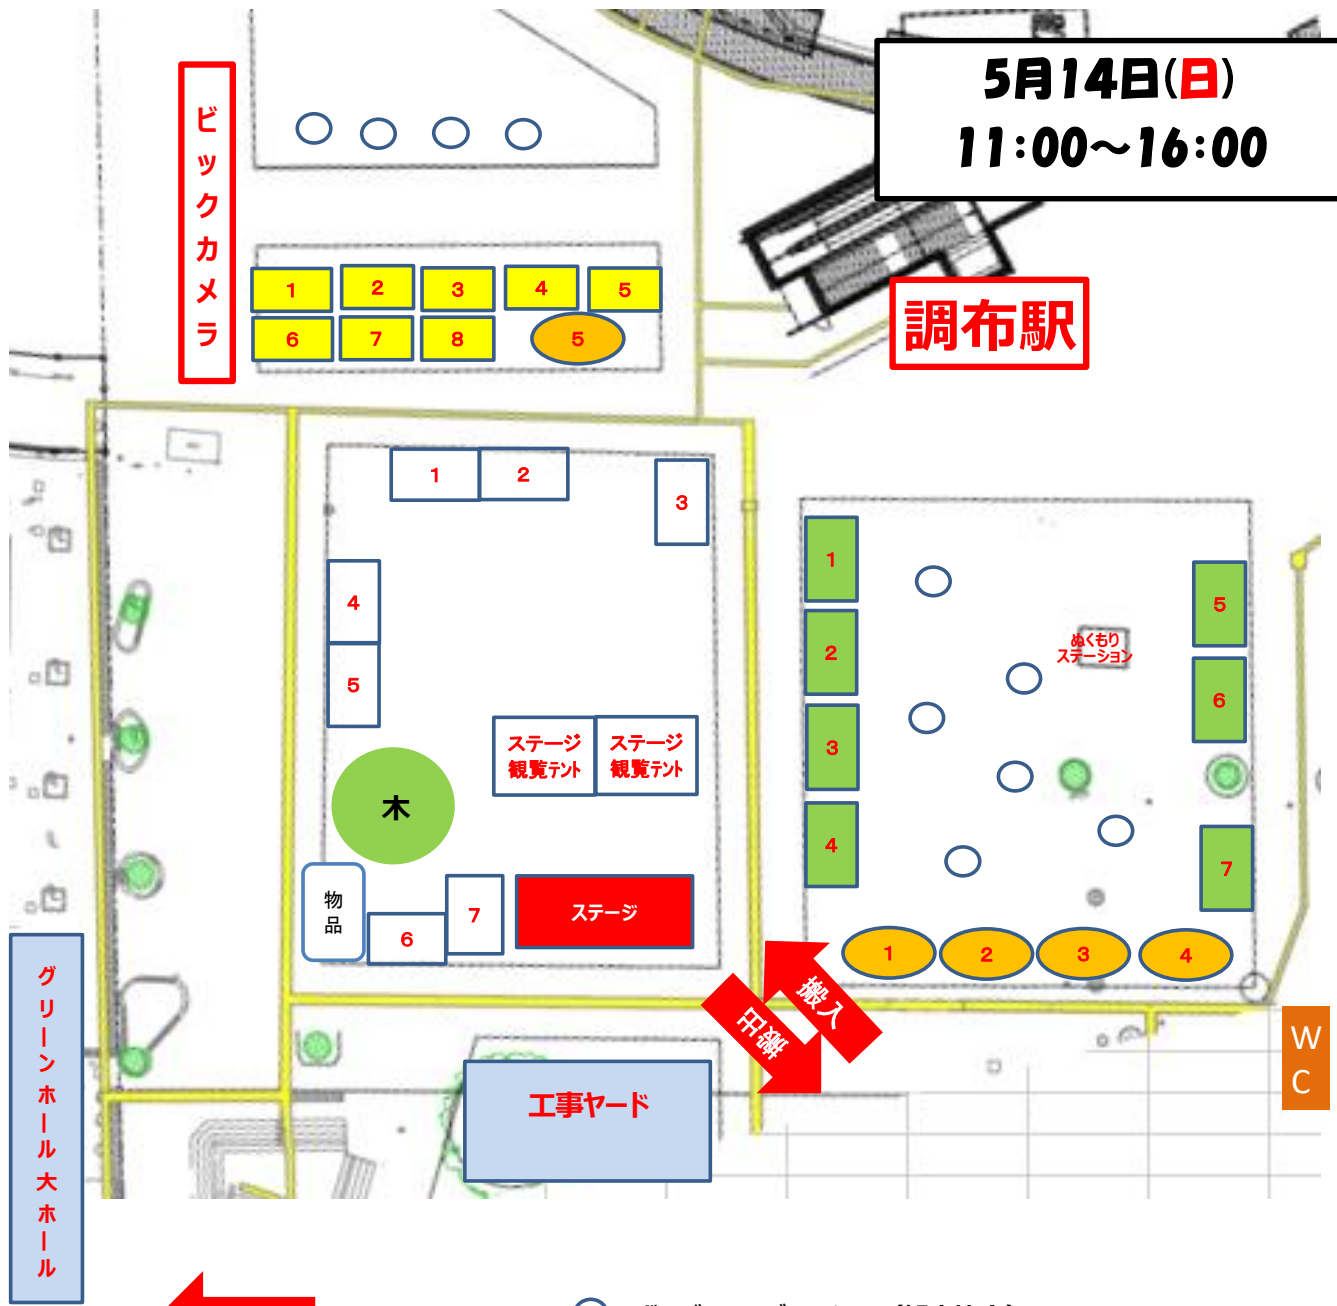 5月14日(日)
11:00～16:00
ビックカメラ
1 2 3 4 5
6 7 8 5
調布駅
1 2 3
4
5
ステージ
観覧テント
ステージ
観覧テント
木
物品
6 7
ステージ
1
2
3
4
5
6
7
ぬくもり
ステーション
1 2 3 4
搬入
搬出
WC
工事ヤード
グリーンホール大ホール